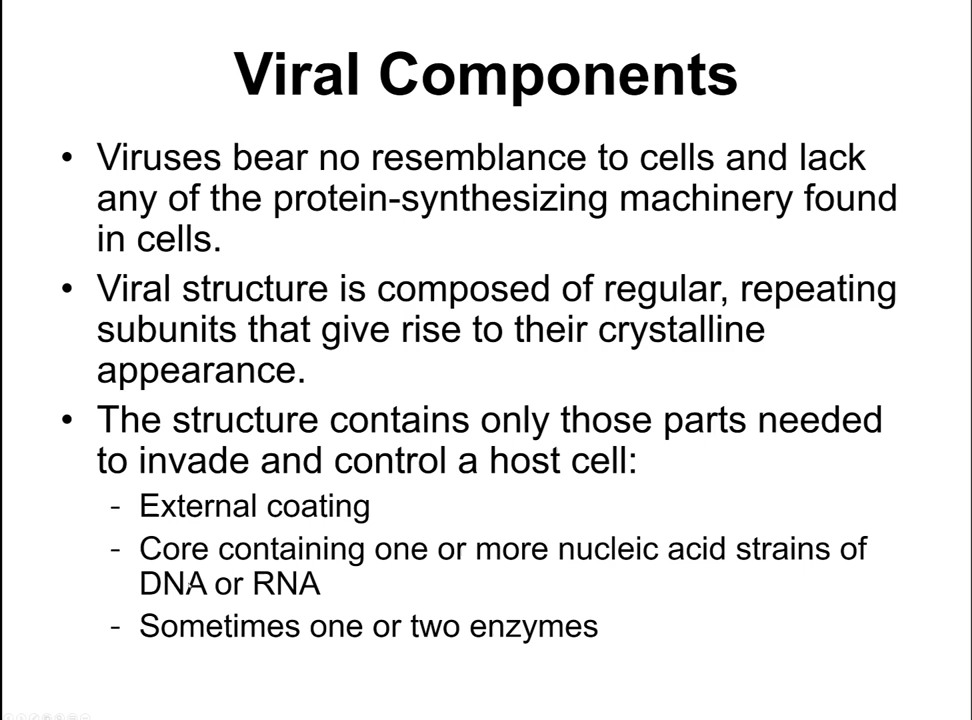 Viral Components
• Viruses bear no resemblance to cells and lack
any of the protein-synthesizing machinery found
in cells.
• Viral structure is composed of regular, repeating
subunits that give rise to their crystalline
appearance.
• The structure contains only those parts needed
to invade and control a host cell:
- External coating
- Core containing one or more nucleic acid strains of
DNA or RNA
- Sometimes one or two enzymes